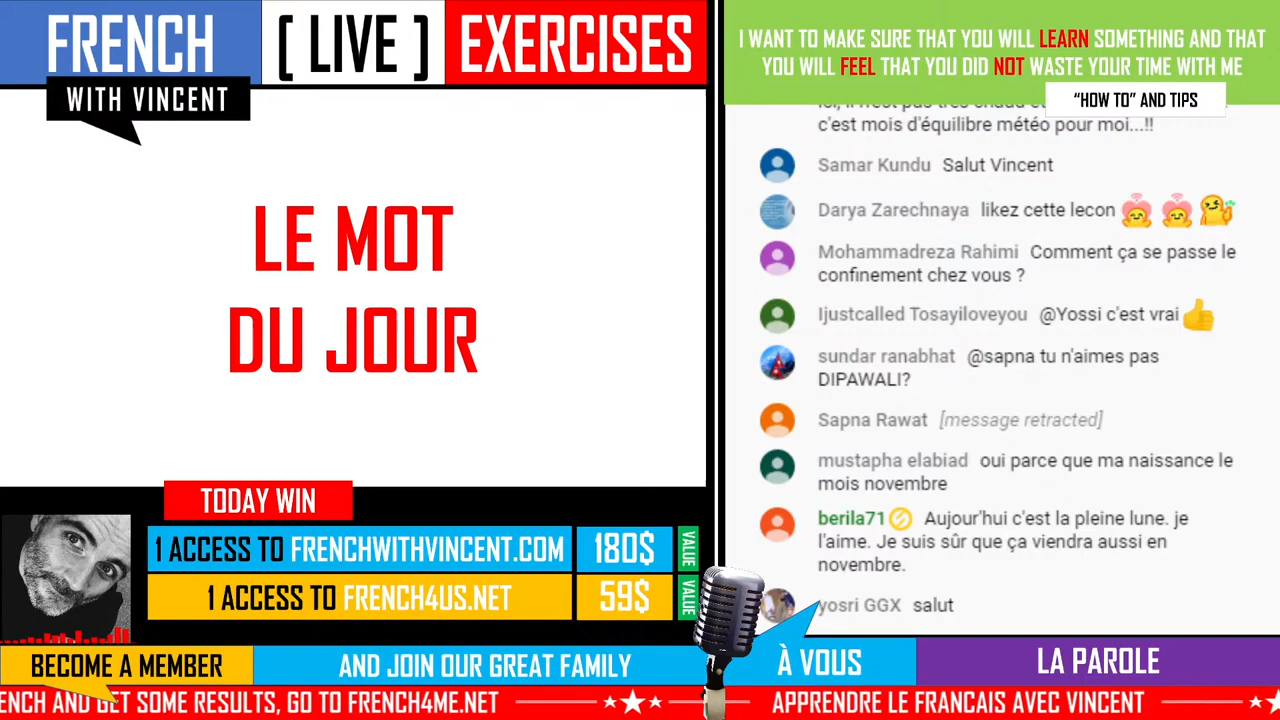 FRENCH
[ LIVE ]
EXERCISES
WITH VINCENT
LE MOT
DU JOUR
TODAY WIN
1 ACCESS TO FRENCHWITHVINCENT.COM 180$ VALUE
1 ACCESS TO FRENCH4US.NET 59$ VALUE
I WANT TO MAKE SURE THAT YOU WILL LEARN SOMETHING AND THAT
YOU WILL FEEL THAT YOU DID NOT WASTE YOUR TIME WITH ME
“HOW TO” AND TIPS
c'est mois d'équilibre météo pour moi...!!
Samar Kundu Salut Vincent
Darya Zarechnaya likez cette lecon
Mohammadreza Rahimi Comment ça se passe le
confinement chez vous ?
Ijustcalled Tosayiloveyou @Yossi c'est vrai
sundar ranabhat @sapna tu n'aimes pas
DIPAWALI?
Sapna Rawat [message retracted]
mustapha elabiad oui parce que ma naissance le
mois novembre
berila71 Aujourd'hui c'est la pleine lune. je
l'aime. Je suis sûr que ça viendra aussi en
novembre.
yosri GGX salut
BECOME A MEMBER
AND JOIN OUR GREAT FAMILY
À VOUS
LA PAROLE
AND GET SOME RESULTS, GO TO FRENCH4ME.NET
APPRENDRE LE FRANCAIS AVEC VINCENT